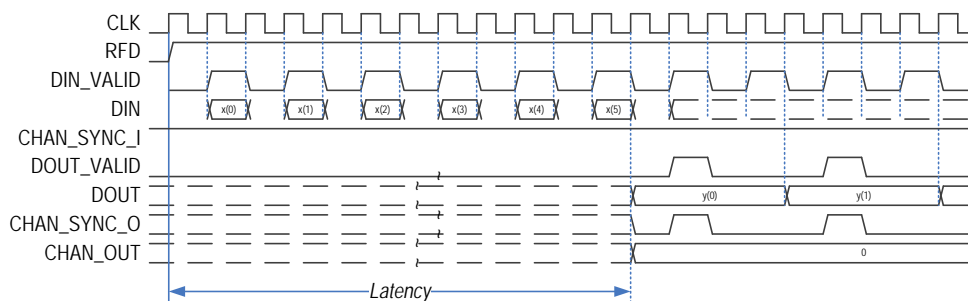 CLK
RFD
DIN_VALID
DIN x(0) x(1) x(2) x(3) x(4) x(5)
CHAN_SYNC_I
DOUT_VALID
DOUT y(0) y(1)
CHAN_SYNC_O
CHAN_OUT 0
Latency